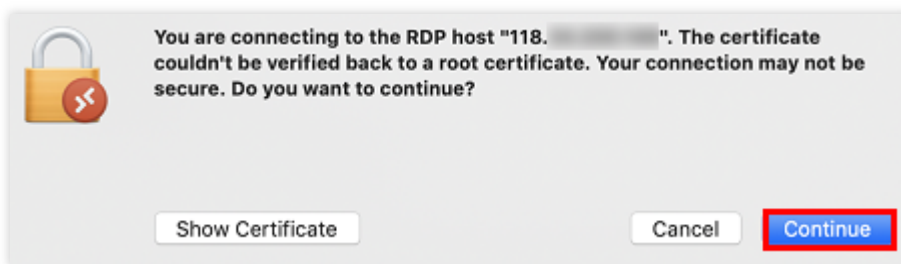 You are connecting to the RDP host "118. ". The certificate
couldn't be verified back to a root certificate. Your connection may not be
secure. Do you want to continue?
Show Certificate
Cancel
Continue